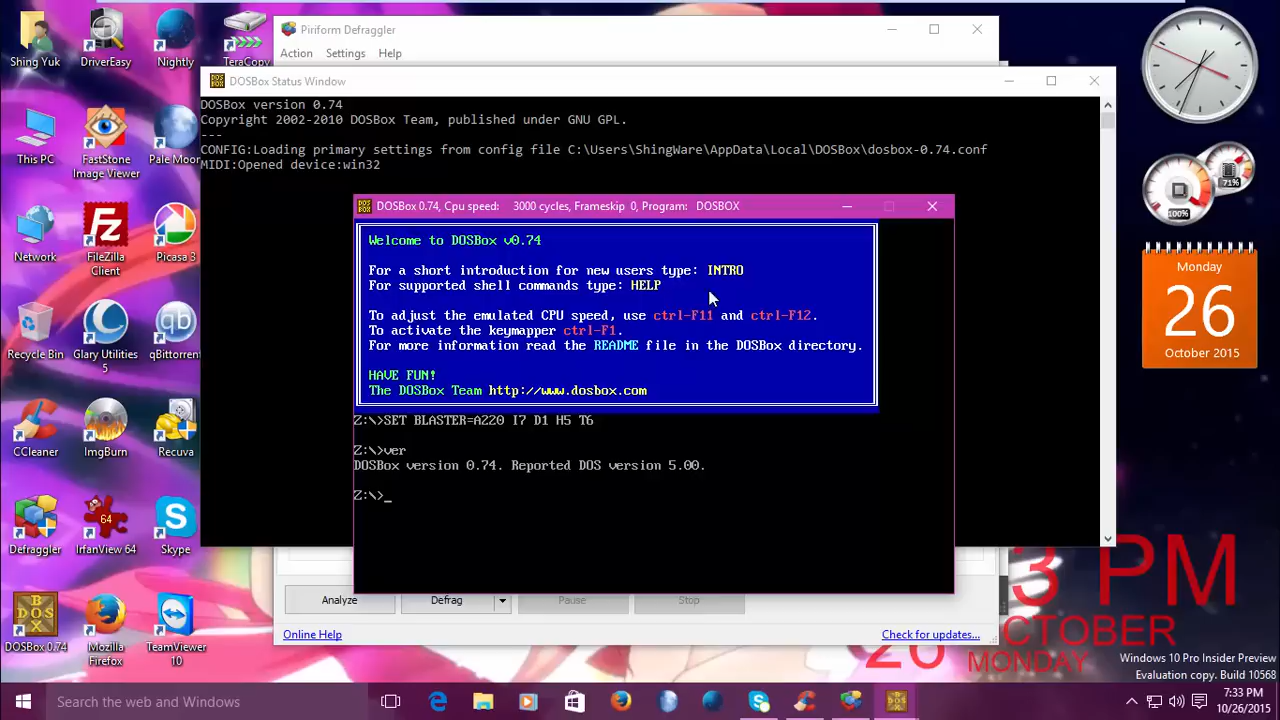 Shing Yuk
DriverEasy
Nightly
TeraCopy
This PC
FastStone
Image Viewer
Pale Moon
Network
FileZilla
Client
Picasa 3
Recycle Bin
Glary Utilities
5
qBittorrent
CCleaner
ImgBurn
Recuva
Defraggler
64
IrfanView 64
Skype
DOS
BOX
DOSBox 0.74
Mozilla
Firefox
TeamViewer
10
Piriform Defraggler
Action Settings Help
DOSBox Status Window
DOSBox version 0.74
Copyright 2002-2010 DOSBox Team, published under GNU GPL.
---
CONFIG:Loading primary settings from config file C:\Users\ShingWare\AppData\Local\DOSBox\dosbox-0.74.conf
MIDI:Opened device:win32
DOSBox 0.74, Cpu speed: 3000 cycles, Frameskip 0, Program: DOSBOX
Welcome to DOSBox v0.74
For a short introduction for new users type: INTRO
For supported shell commands type: HELP
To adjust the emulated CPU speed, use ctrl-F11 and ctrl-F12.
To activate the keymapper ctrl-F1.
For more information read the README file in the DOSBox directory.
HAVE FUN!
The DOSBox Team http://www.dosbox.com
Z:\>SET BLASTER=A220 I7 D1 H5 T6
Z:\>ver
DOSBox version 0.74. Reported DOS version 5.00.
Z:\>_
Analyze Defrag Pause Stop
Online Help Check for updates...
71%
100%
Monday
26
October 2015
3 PM
CTOBER
26 MONDAY
Windows 10 Pro Insider Preview
Evaluation copy. Build 10568
Search the web and Windows
7:33 PM
10/26/2015